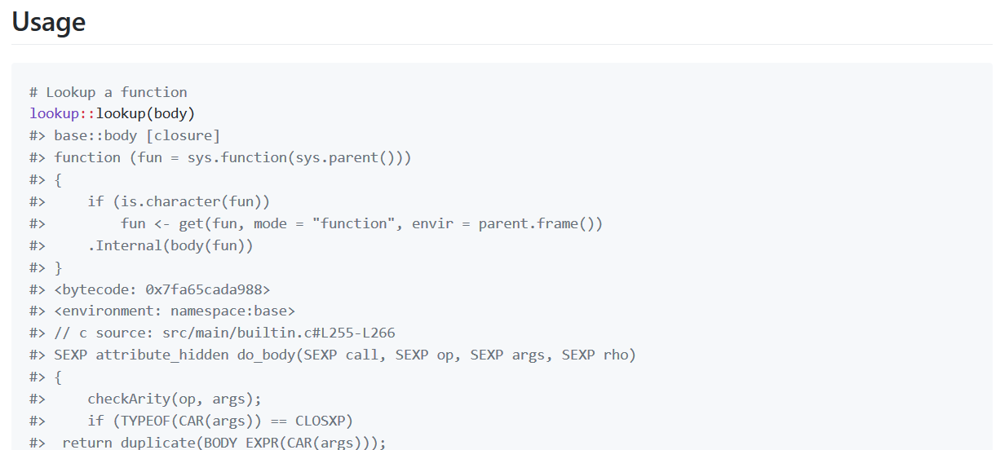 Usage
# Lookup a function
lookup::lookup(body)
#> base::body [closure]
#> function (fun = sys.function(sys.parent()))
#> {
#>     if (is.character(fun))
#>         fun <- get(fun, mode = "function", envir = parent.frame())
#>     .Internal(body(fun))
#> }
#> <bytecode: 0x7fa65cada988>
#> <environment: namespace:base>
#> // c source: src/main/builtin.c#L255-L266
#> SEXP attribute_hidden do_body(SEXP call, SEXP op, SEXP args, SEXP rho)
#> {
#>     checkArity(op, args);
#>     if (TYPEOF(CAR(args)) == CLOSXP)
#>  return duplicate(BODY_EXPR(CAR(args)));